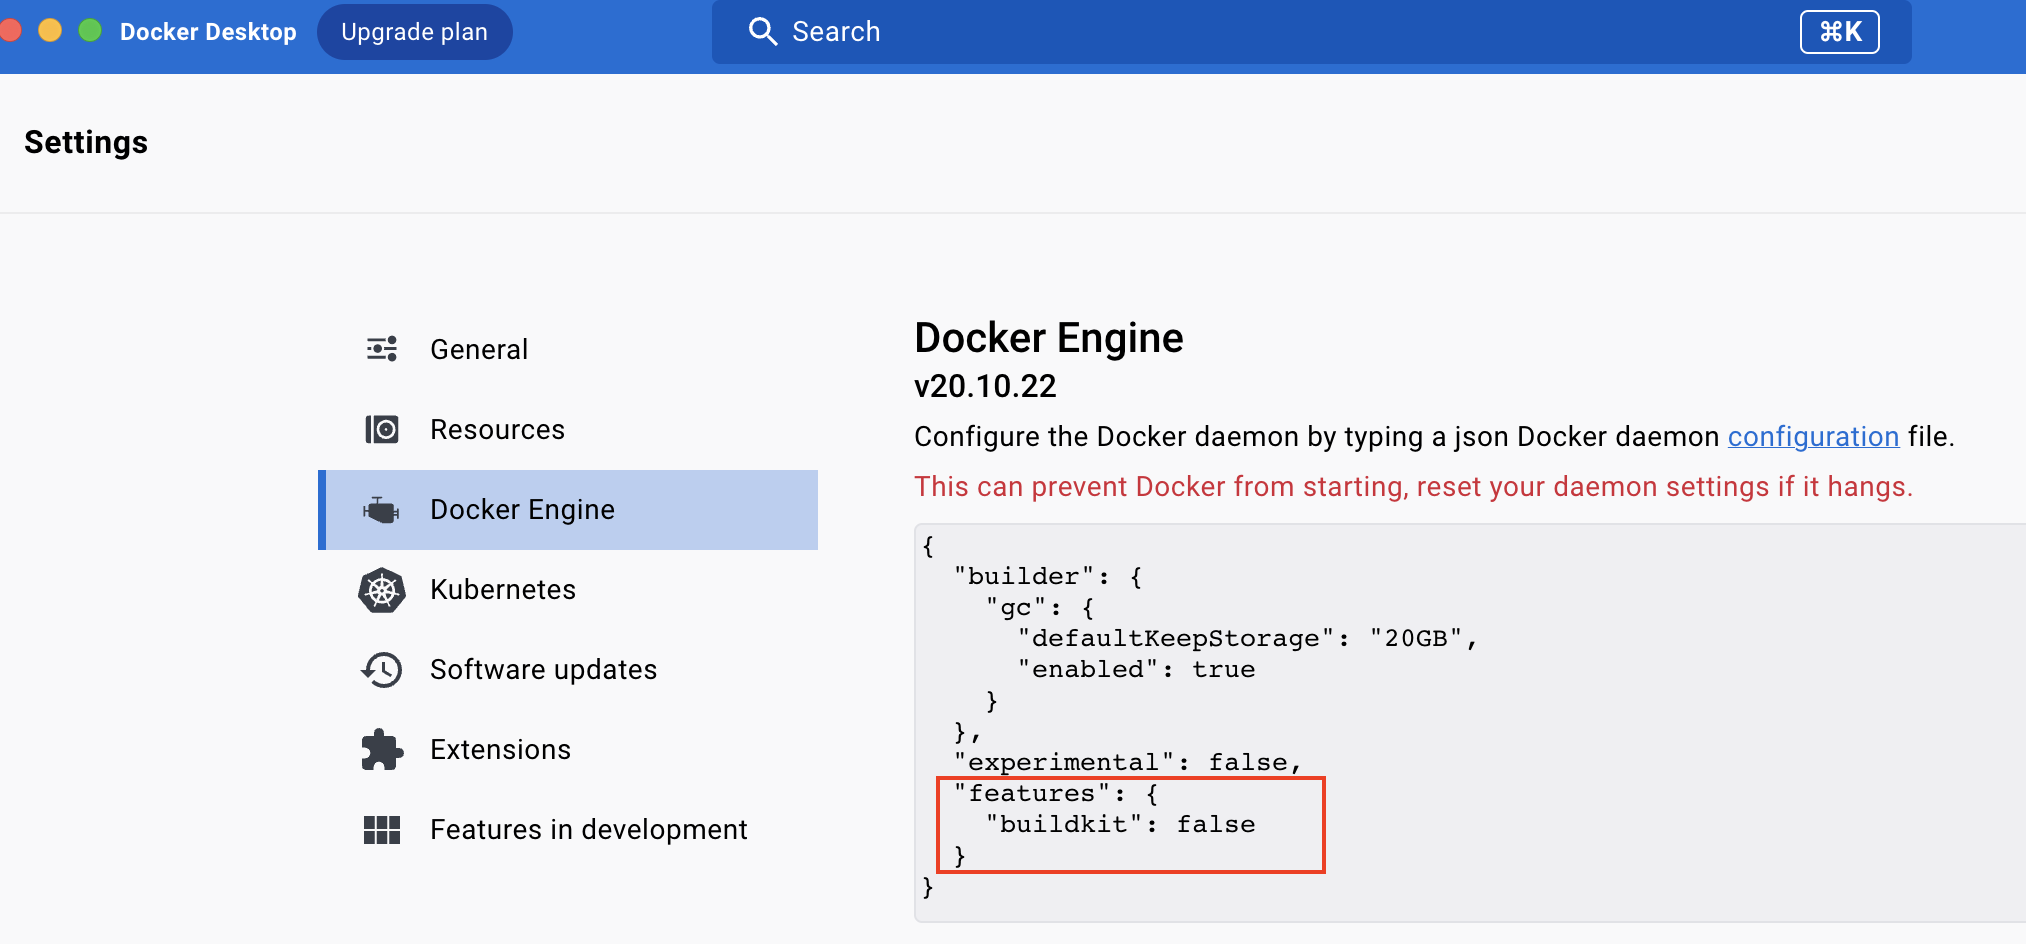 Docker Desktop
Upgrade plan
Search
⌘K
Settings
General
Resources
Docker Engine
Kubernetes
Software updates
Extensions
Features in development
Docker Engine
v20.10.22
Configure the Docker daemon by typing a json Docker daemon configuration file.
This can prevent Docker from starting, reset your daemon settings if it hangs.
{
  "builder": {
    "gc": {
      "defaultKeepStorage": "20GB",
      "enabled": true
    }
  },
  "experimental": false,
  "features": {
    "buildkit": false
  }
}